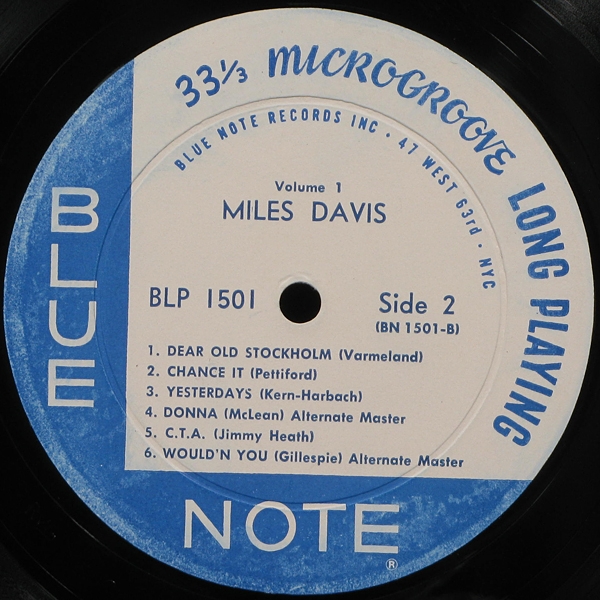 33⅓ MICROGROOVE LONG PLAYING
BLUE NOTE RECORDS INC · 47 WEST 63rd · NYC
Volume 1
MILES DAVIS
BLP 1501
Side 2
(BN 1501-B)
1. DEAR OLD STOCKHOLM (Varmeland)
2. CHANCE IT (Pettiford)
3. YESTERDAYS (Kern-Harbach)
4. DONNA (McLean) Alternate Master
5. C.T.A. (Jimmy Heath)
6. WOULD'N YOU (Gillespie) Alternate Master
BLUE
NOTE
®